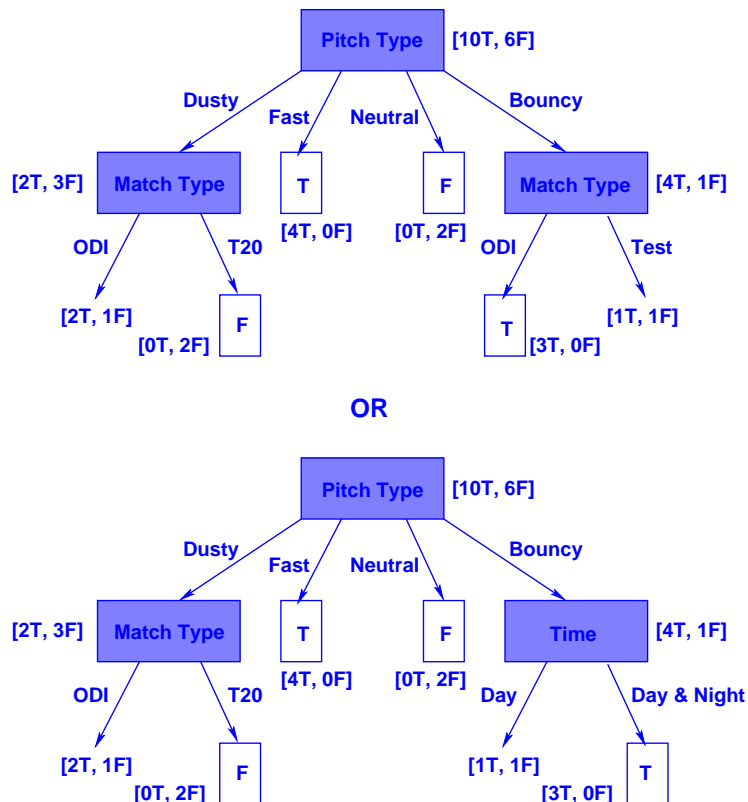 Pitch Type [10T, 6F]
Dusty Fast Neutral Bouncy
[2T, 3F] Match Type T F Match Type [4T, 1F]
[4T, 0F] [0T, 2F]
ODI T20 ODI Test
[2T, 1F] F T [1T, 1F]
[0T, 2F] [3T, 0F]
OR
Pitch Type [10T, 6F]
Dusty Fast Neutral Bouncy
[2T, 3F] Match Type T F Time [4T, 1F]
[4T, 0F] [0T, 2F]
ODI T20 Day Day & Night
[2T, 1F] F [1T, 1F] T
[0T, 2F] [3T, 0F]